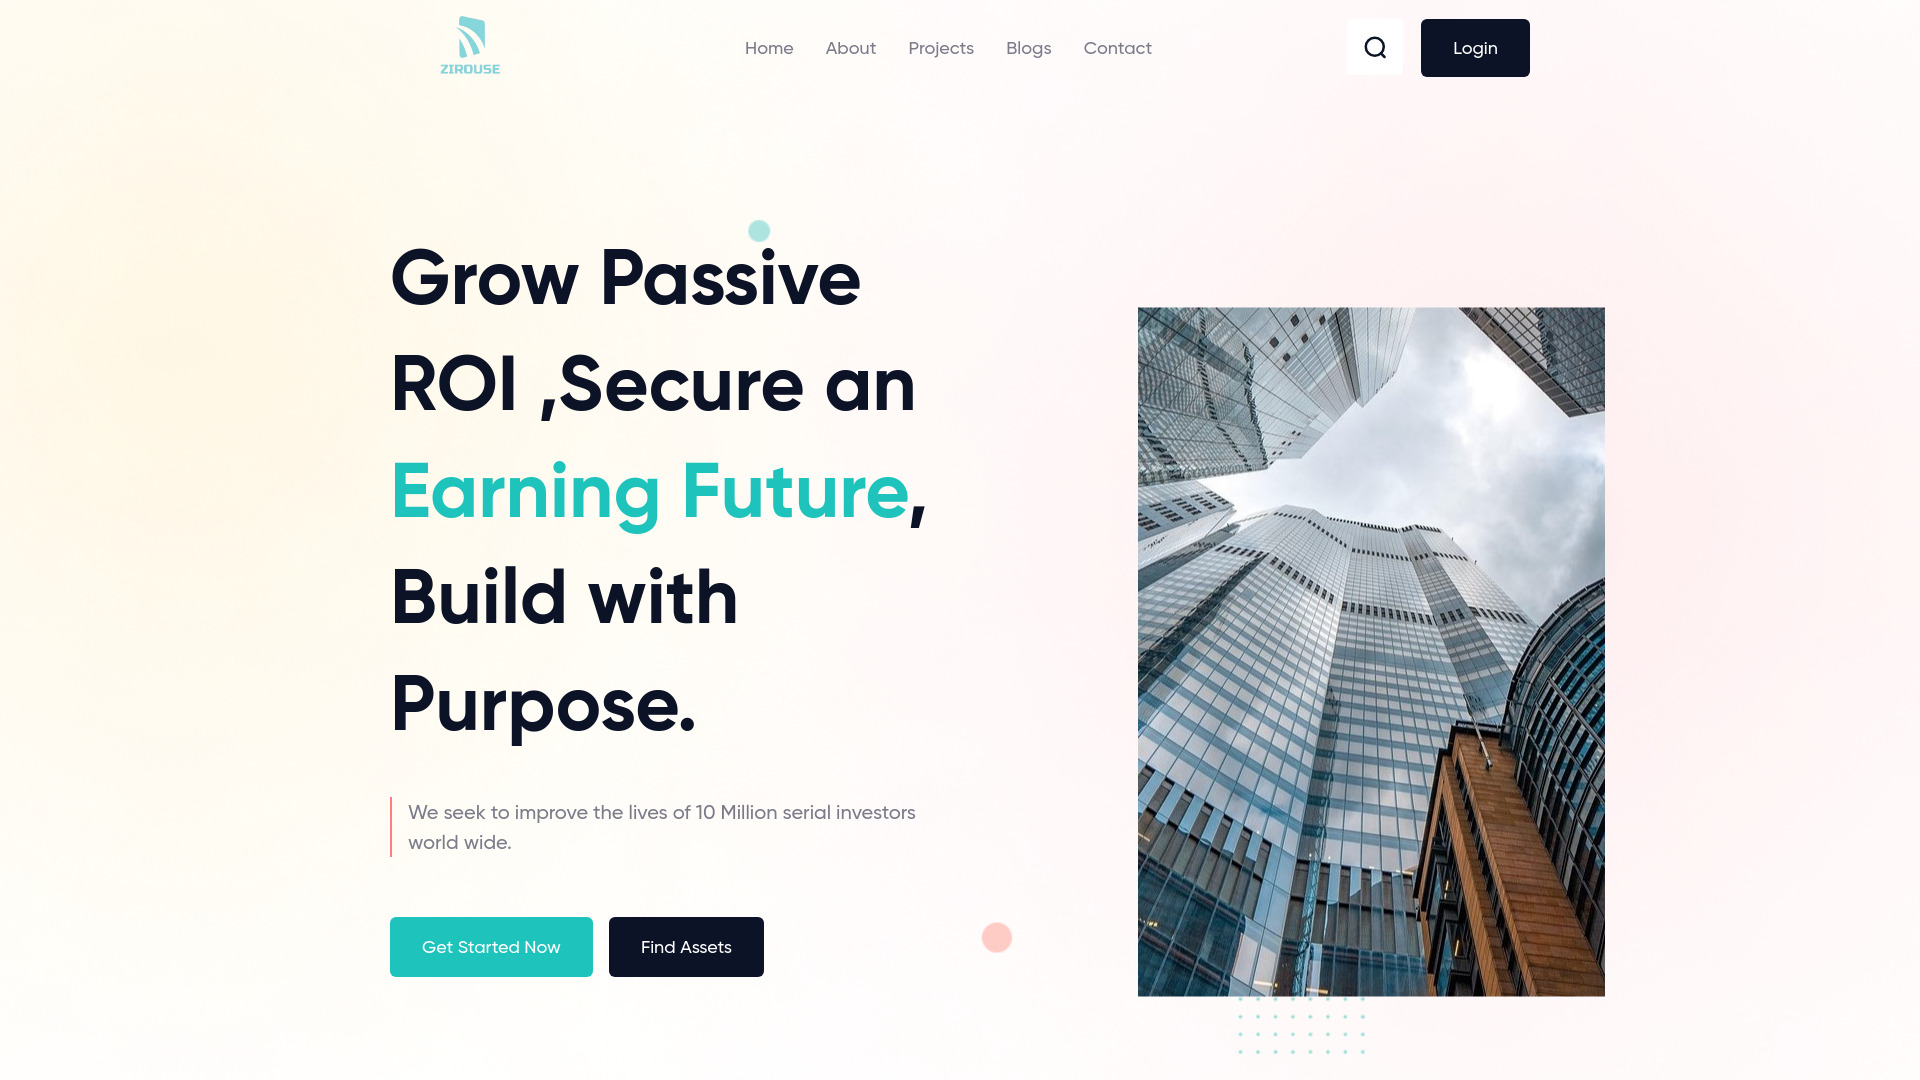 ZIROUSE
Home About Projects Blogs Contact
Login
Grow Passive
ROI ,Secure an
Earning Future,
Build with
Purpose.
We seek to improve the lives of 10 Million serial investors
world wide.
Get Started Now
Find Assets